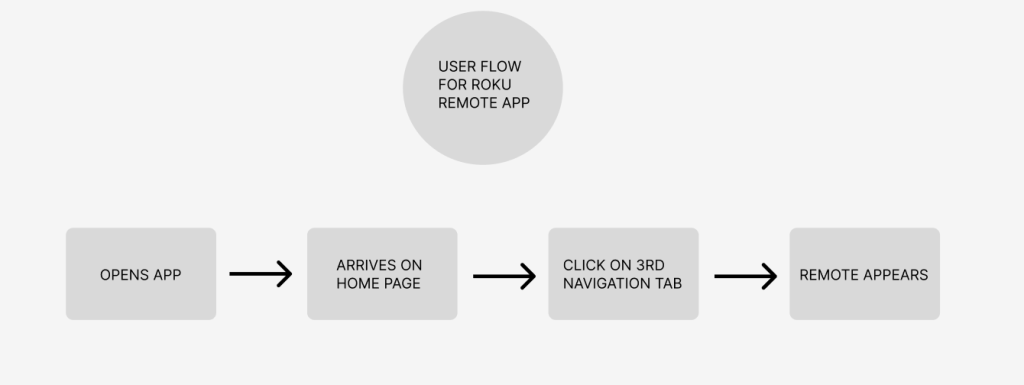 USER FLOW
FOR ROKU
REMOTE APP
OPENS APP
ARRIVES ON
HOME PAGE
CLICK ON 3RD
NAVIGATION TAB
REMOTE APPEARS